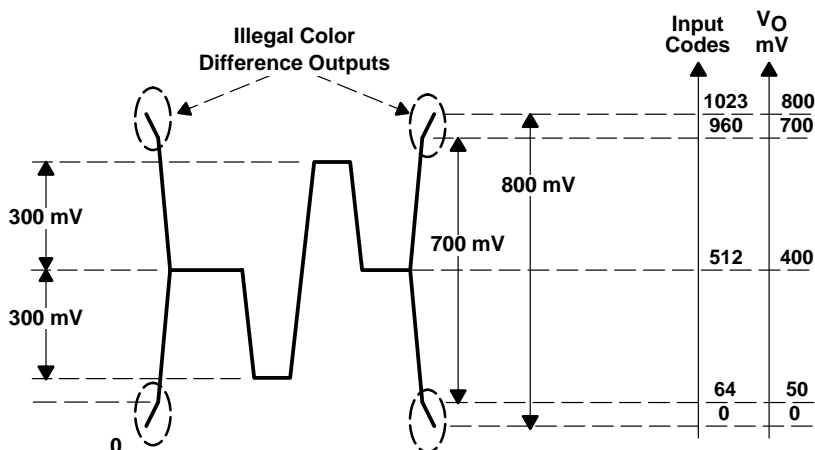 Illegal Color
Difference Outputs
Input
Codes
VO
mV
1023
800
960
700
300 mV
800 mV
700 mV
512
400
300 mV
64
50
0
0
0